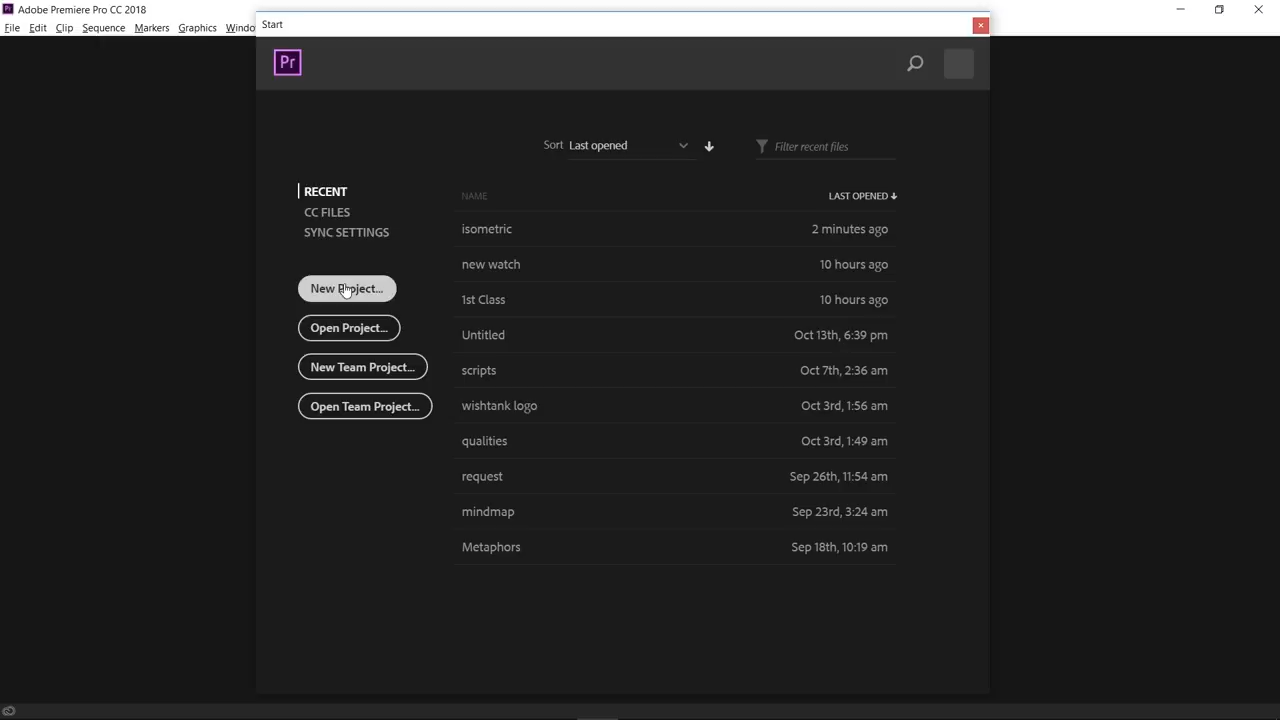 Adobe Premiere Pro CC 2018
File Edit Clip Sequence Markers Graphics Windo
Start
Pr
Sort Last opened
Filter recent files
RECENT
CC FILES
SYNC SETTINGS
New Project...
Open Project...
New Team Project...
Open Team Project...
NAME LAST OPENED
isometric 2 minutes ago
new watch 10 hours ago
1st Class 10 hours ago
Untitled Oct 13th, 6:39 pm
scripts Oct 7th, 2:36 am
wishtank logo Oct 3rd, 1:56 am
qualities Oct 3rd, 1:49 am
request Sep 26th, 11:54 am
mindmap Sep 23rd, 3:24 am
Metaphors Sep 18th, 10:19 am